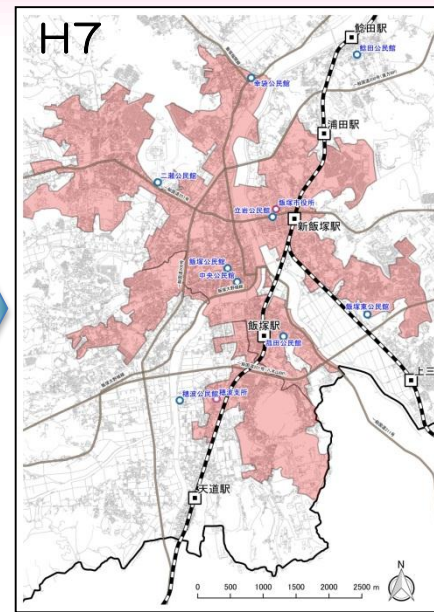 H7
鯰田駅
鯰田公民館
幸袋公民館
浦田駅
二瀬公民館
飯塚市役所
立岩公民館
新飯塚駅
飯塚公民館
中央公民館
飯塚東公民館
飯塚駅
菰田公民館
上三
穂波公民館
穂波支所
天道駅
N
0 500 1000 1500 2000 2500 m